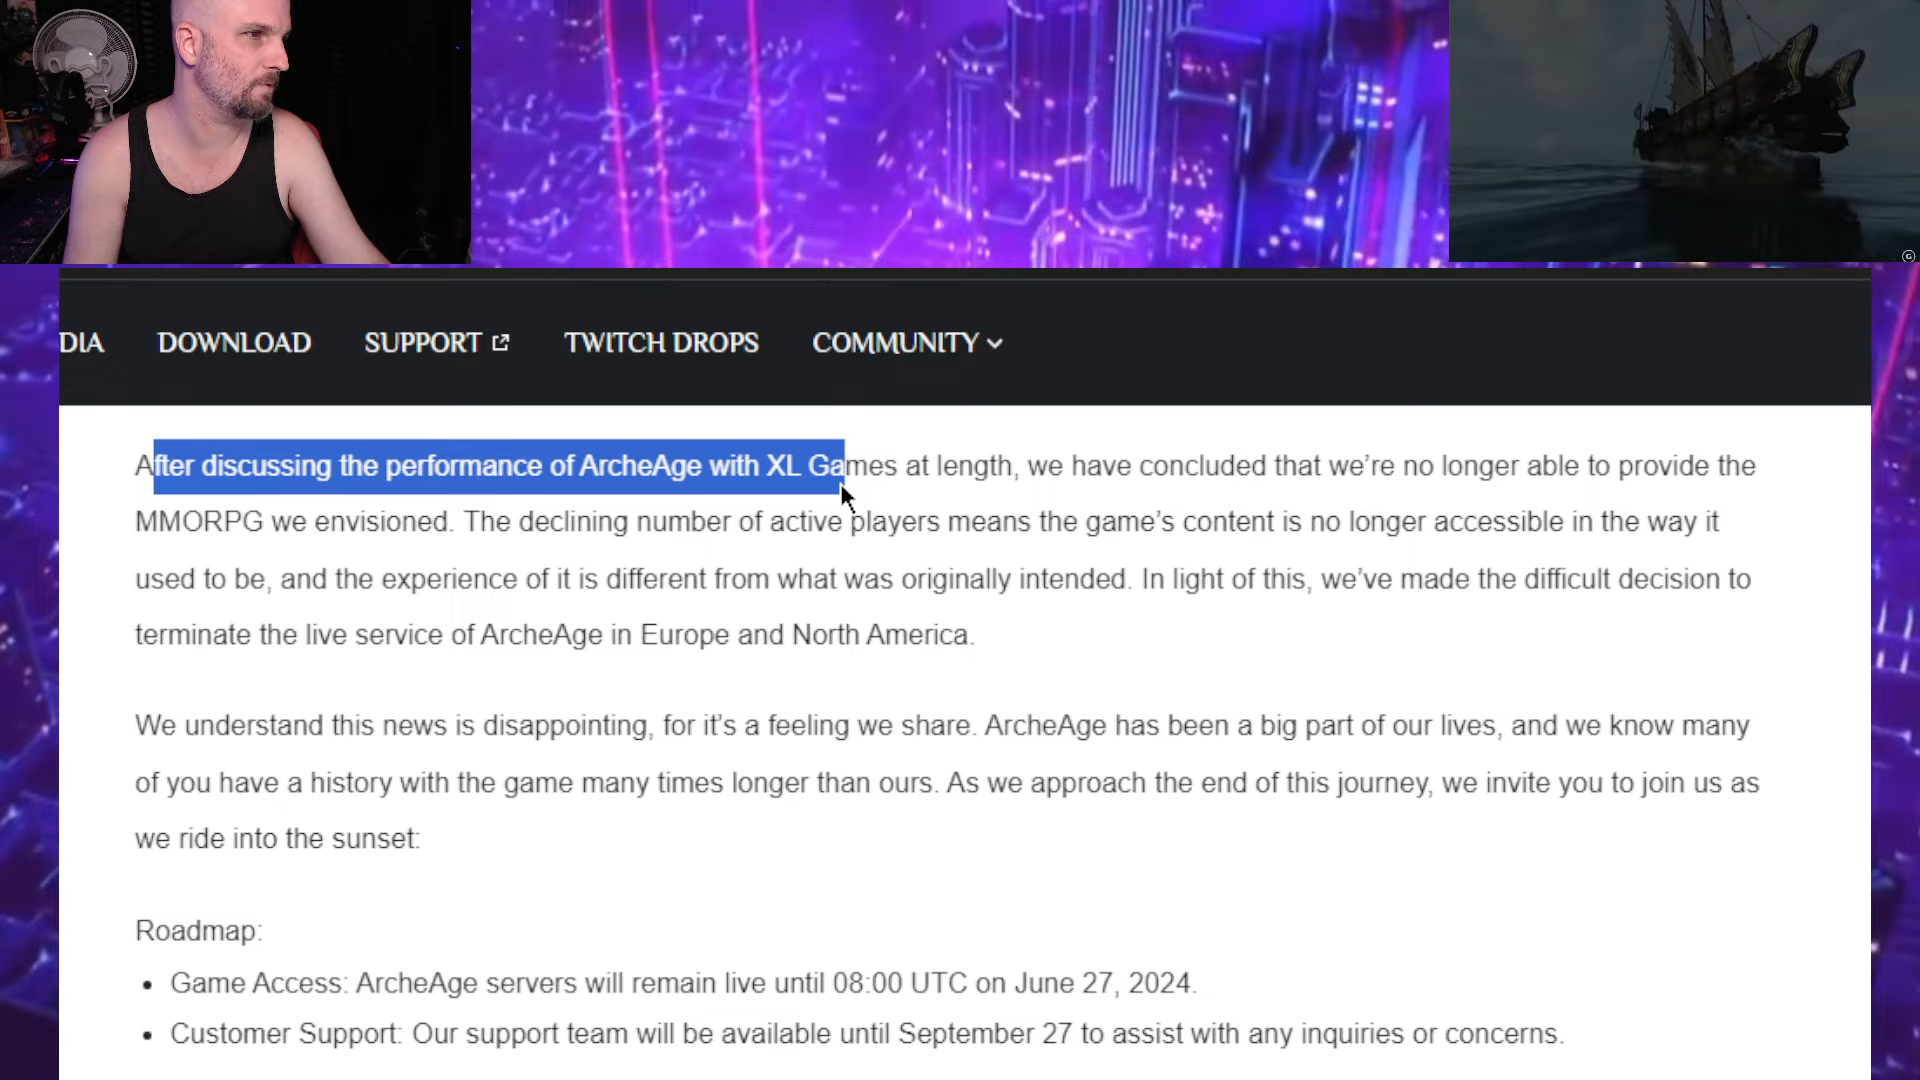 DIA DOWNLOAD SUPPORT TWITCH DROPS COMMUNITY
After discussing the performance of ArcheAge with XL Games at length, we have concluded that we’re no longer able to provide the
MMORPG we envisioned. The declining number of active players means the game’s content is no longer accessible in the way it
used to be, and the experience of it is different from what was originally intended. In light of this, we’ve made the difficult decision to
terminate the live service of ArcheAge in Europe and North America.
We understand this news is disappointing, for it’s a feeling we share. ArcheAge has been a big part of our lives, and we know many
of you have a history with the game many times longer than ours. As we approach the end of this journey, we invite you to join us as
we ride into the sunset:
Roadmap:
• Game Access: ArcheAge servers will remain live until 08:00 UTC on June 27, 2024.
• Customer Support: Our support team will be available until September 27 to assist with any inquiries or concerns.